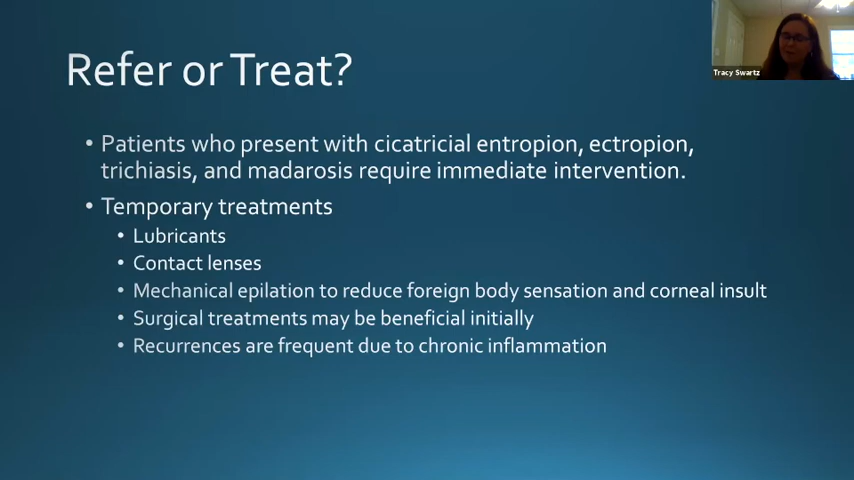 Refer or Treat?
Tracy Swartz
• Patients who present with cicatricial entropion, ectropion,
trichiasis, and madarosis require immediate intervention.
• Temporary treatments
• Lubricants
• Contact lenses
• Mechanical epilation to reduce foreign body sensation and corneal insult
• Surgical treatments may be beneficial initially
• Recurrences are frequent due to chronic inflammation